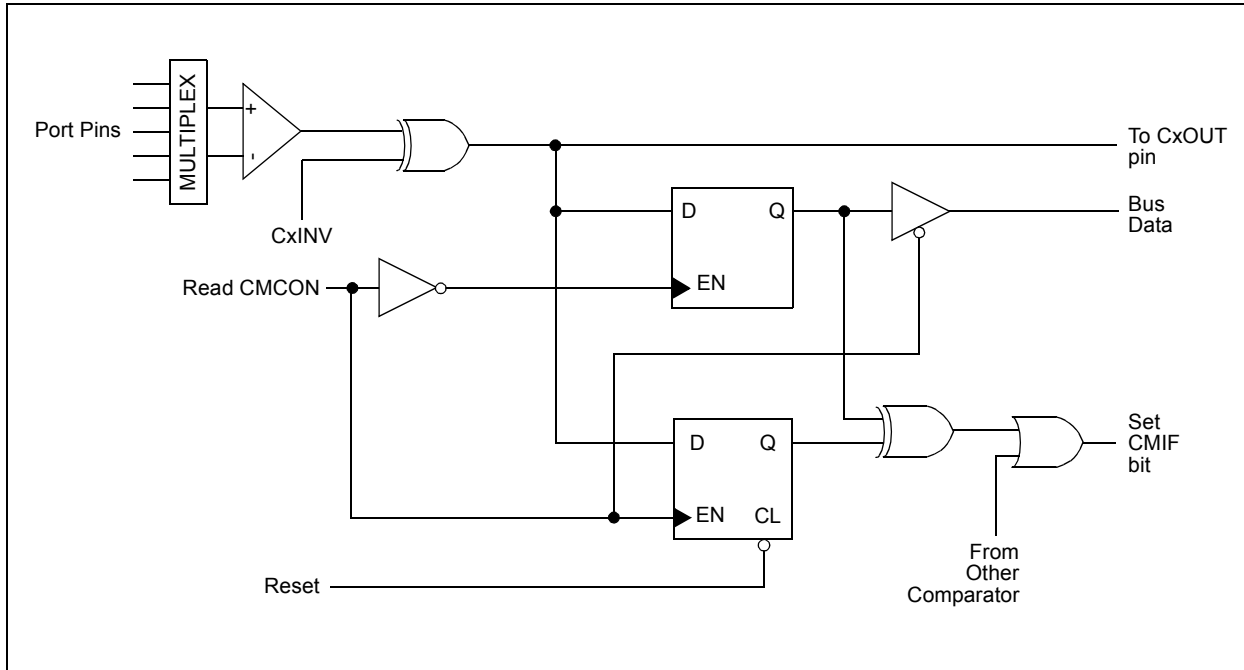 MULTIPLEX
Port Pins
+
-
CxINV
To CxOUT
pin
D
Q
EN
Bus
Data
Read CMCON
D
Q
EN
CL
Set
CMIF
bit
From
Other
Comparator
Reset